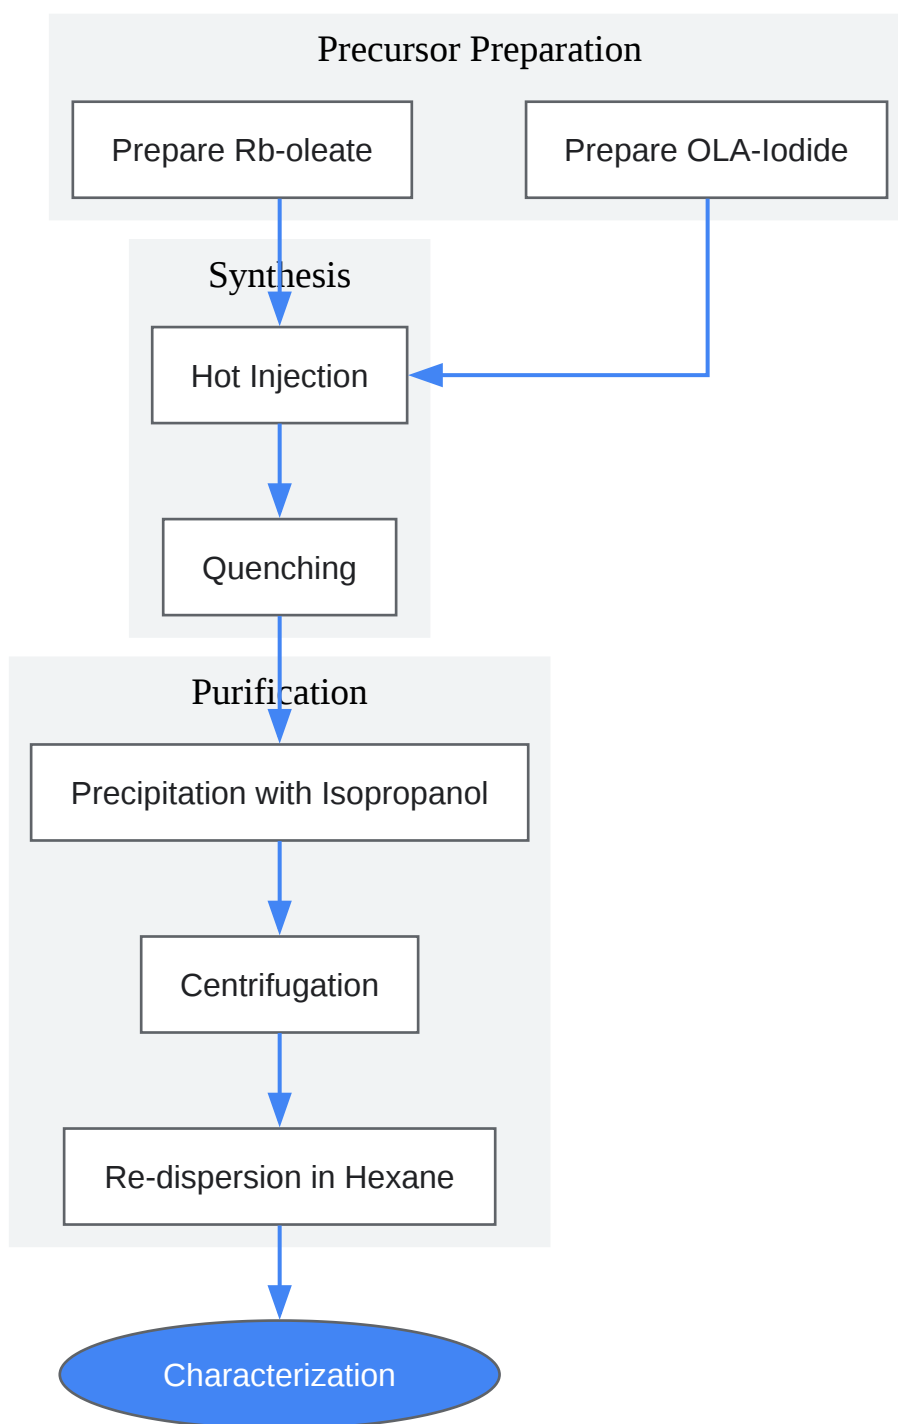 Precursor Preparation
Prepare Rb-oleate
Prepare OLA-Iodide
Synthesis
Hot Injection
Quenching
Purification
Precipitation with Isopropanol
Centrifugation
Re-dispersion in Hexane
Characterization